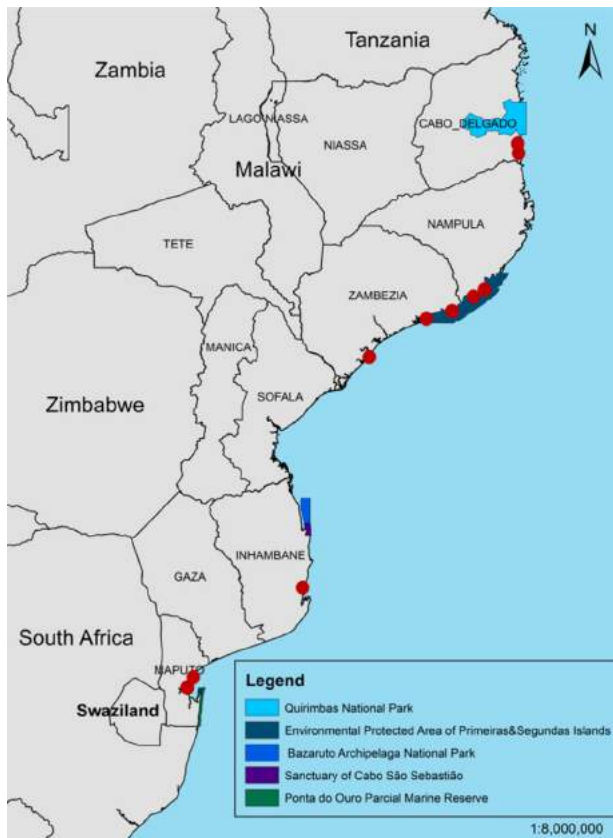 Tanzania
N
Zambia
LAGO NIASSA
CABO_DELGADO
NIASSA
Malawi
NAMPULA
TETE
ZAMBEZIA
MANICA
Zimbabwe
SOFALA
INHAMBANE
GAZA
South Africa
MAPUTO
Swaziland
Legend
Quirimbas National Park
Environmental Protected Area of Primeiras&Segundas Islands
Bazaruto Archipelaga National Park
Sanctuary of Cabo São Sebastião
Ponta do Ouro Parcial Marine Reserve
1:8,000,000